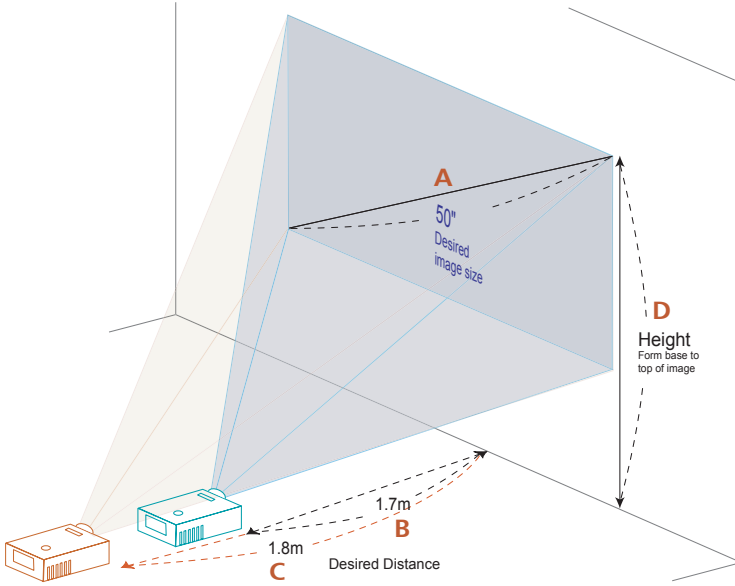 A
50"
Desired
image size
D
Height
Form base to
top of image
1.7m
B
1.8m
C
Desired Distance